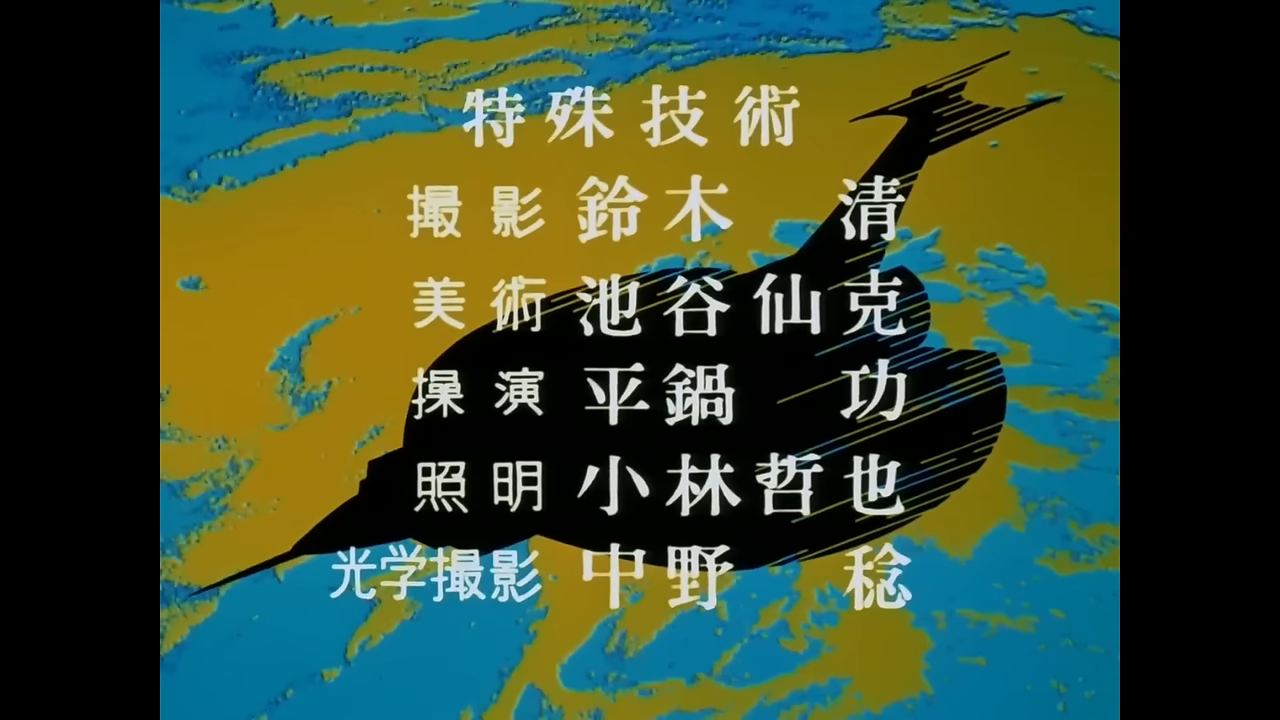 特殊技術
撮影 鈴木 清
美術 池谷仙克
操演 平鍋 功
照明 小林哲也
光学撮影 中野 稔